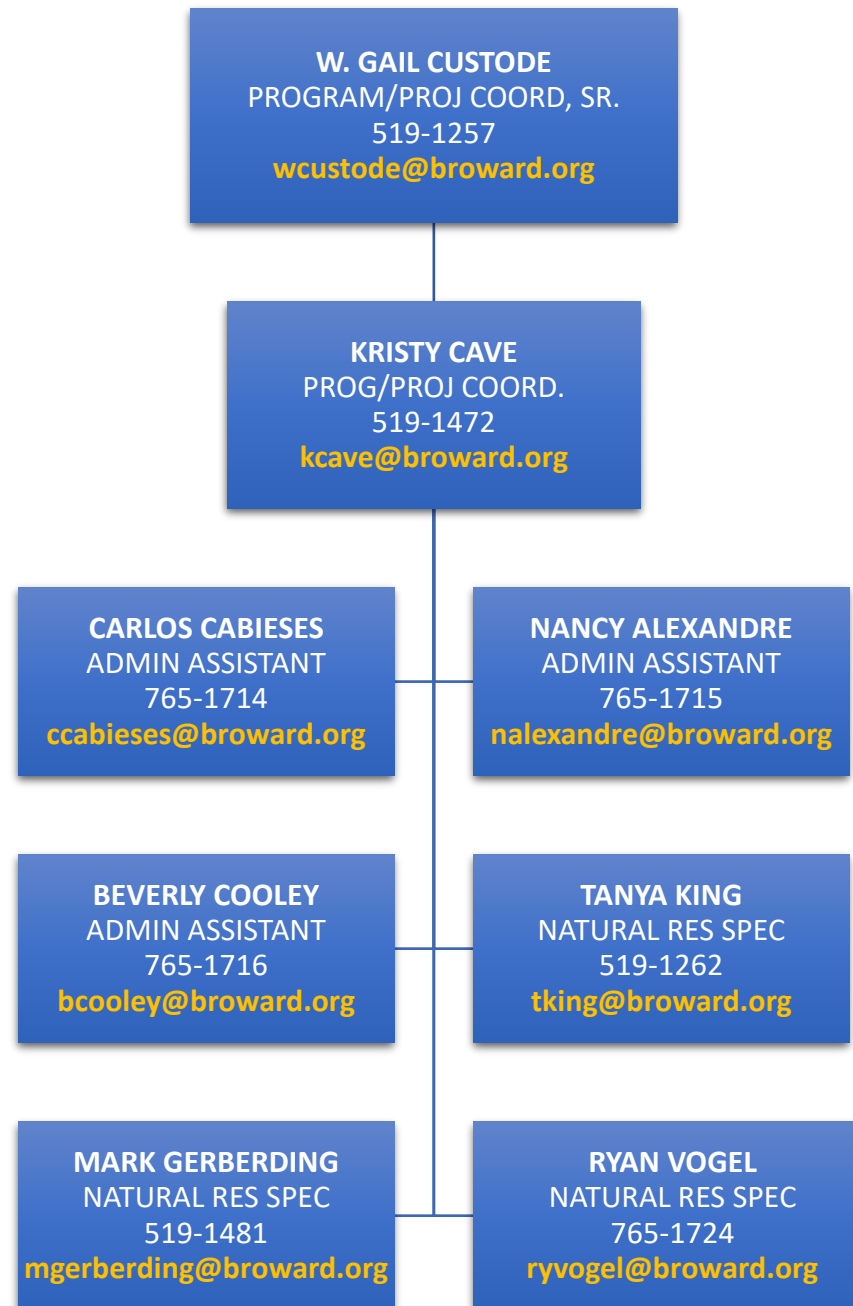 W. GAIL CUSTODE
PROGRAM/PROJ COORD, SR.
519-1257
wcustode@broward.org
KRISTY CAVE
PROG/PROJ COORD.
519-1472
kcave@broward.org
CARLOS CABIESES
ADMIN ASSISTANT
765-1714
ccabieses@broward.org
NANCY ALEXANDRE
ADMIN ASSISTANT
765-1715
nalexandre@broward.org
BEVERLY COOLEY
ADMIN ASSISTANT
765-1716
bcooley@broward.org
TANYA KING
NATURAL RES SPEC
519-1262
tking@broward.org
MARK GERBERDING
NATURAL RES SPEC
519-1481
mgerberding@broward.org
RYAN VOGEL
NATURAL RES SPEC
765-1724
ryvogel@broward.org